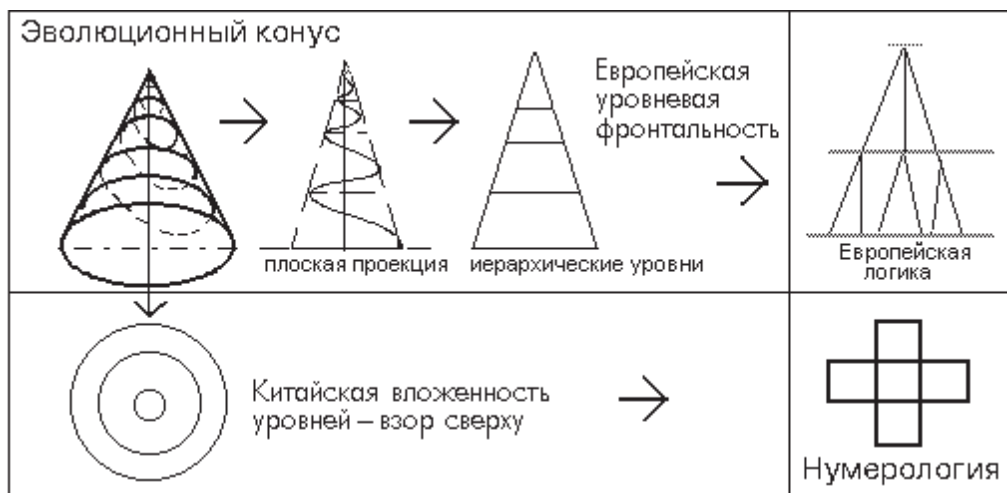 Эволюционный конус
Европейская
уровневая
фронтальность
плоская проекция
иерархические уровни
Европейская
логика
Китайская вложенность
уровней – взор сверху
Нумерология